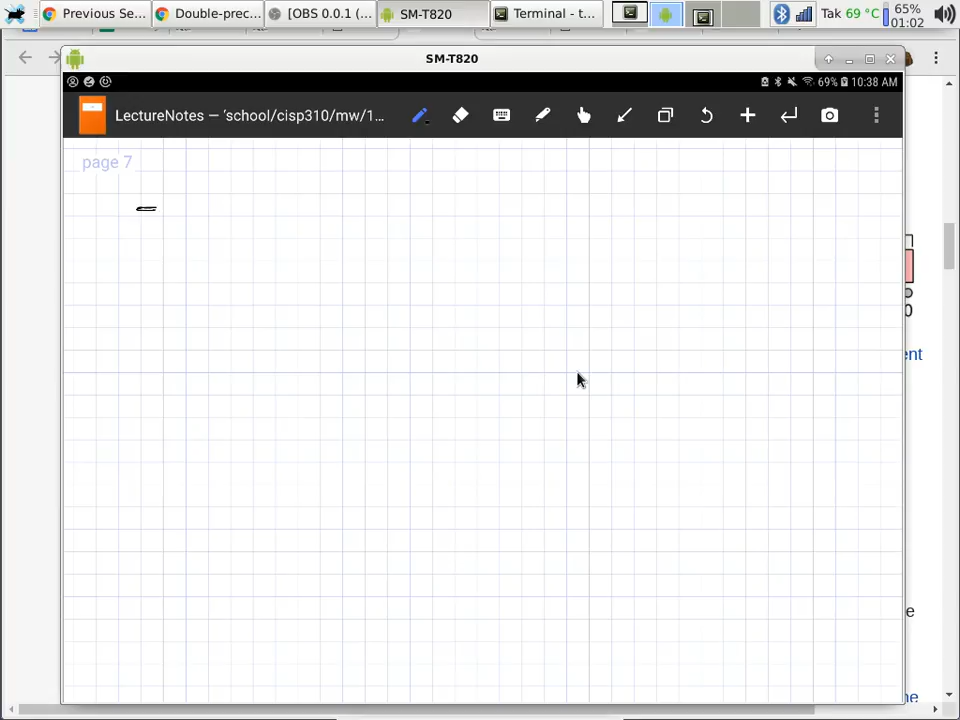 Previous Se...
Double-prec...
[OBS 0.0.1 (...
SM-T820
Terminal - t...
Tak 69 °C
65%
01:02
SM-T820
69% 10:38 AM
LectureNotes — 'school/cisp310/mw/1...
page 7
0
ent
e
ne